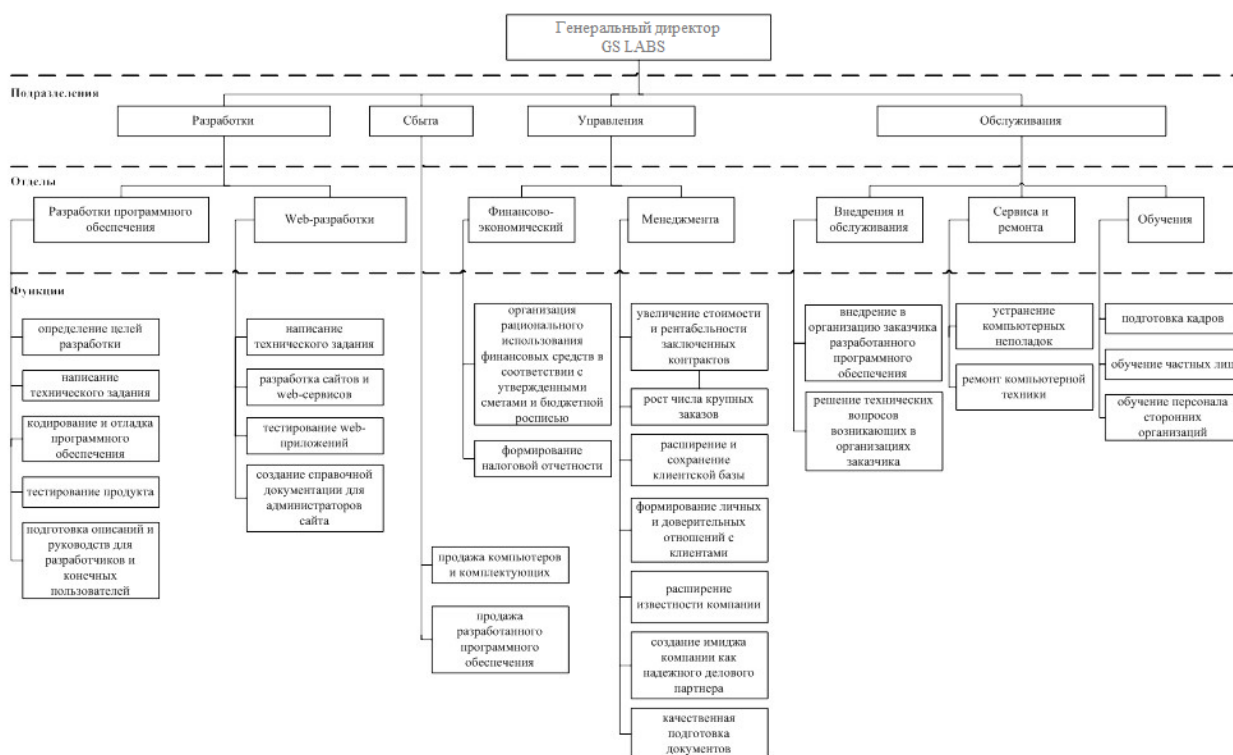 Генеральный директор
GS LABS
Подразделения
Разработки
Сбыта
Управления
Обслуживания
Отделы
Разработки программного
обеспечения
Web-разработки
Финансово-
экономический
Менеджмента
Внедрения и
обслуживания
Сервиса и
ремонта
Обучения
Функции
определение целей
разработки
написание
технического задания
кодирование и отладка
программного
обеспечения
тестирование продукта
подготовка описаний и
руководств для
разработчиков и
конечных
пользователей
написание
технического задания
разработка сайтов и
web-сервисов
тестирование web-
приложений
создание справочной
документации для
администраторов
сайта
продажа компьютеров
и комплектующих
продажа
разработанного
программного
обеспечения
организация
рационального
использования
финансовых средств в
соответствии с
утвержденными
сметами и бюджетной
росписью
формирование
налоговой отчетности
увеличение стоимости
и рентабельности
заключенных
контрактов
рост числа крупных
заказов
расширение и
сохранение
клиентской базы
формирование личных
и доверительных
отношений с
клиентами
расширение
известности компании
создание имиджа
компании как
надежного делового
партнера
качественная
подготовка
документов
внедрение в
организацию заказчика
разработанного
программного
обеспечения
решение технических
вопросов
возникающих в
организациях
заказчика
устранение
компьютерных
неполадок
ремонт компьютерной
техники
подготовка кадров
обучение частных лиц
обучение персонала
сторонних
организаций